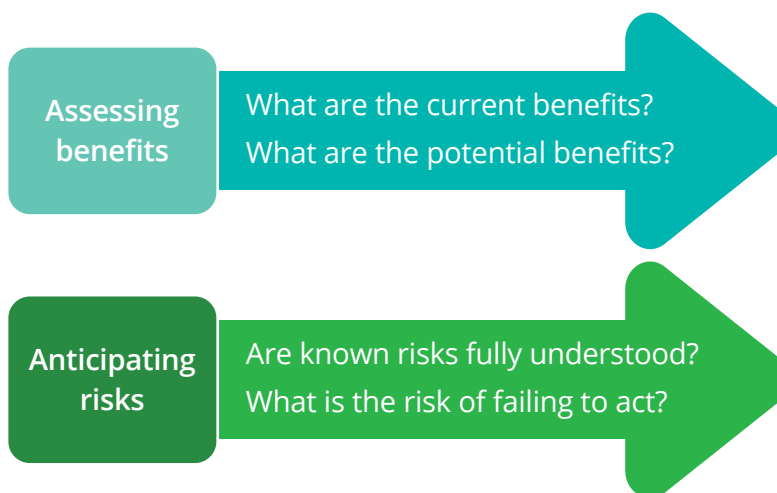 Assessing
benefits
What are the current benefits?
What are the potential benefits?
Anticipating
risks
Are known risks fully understood?
What is the risk of failing to act?